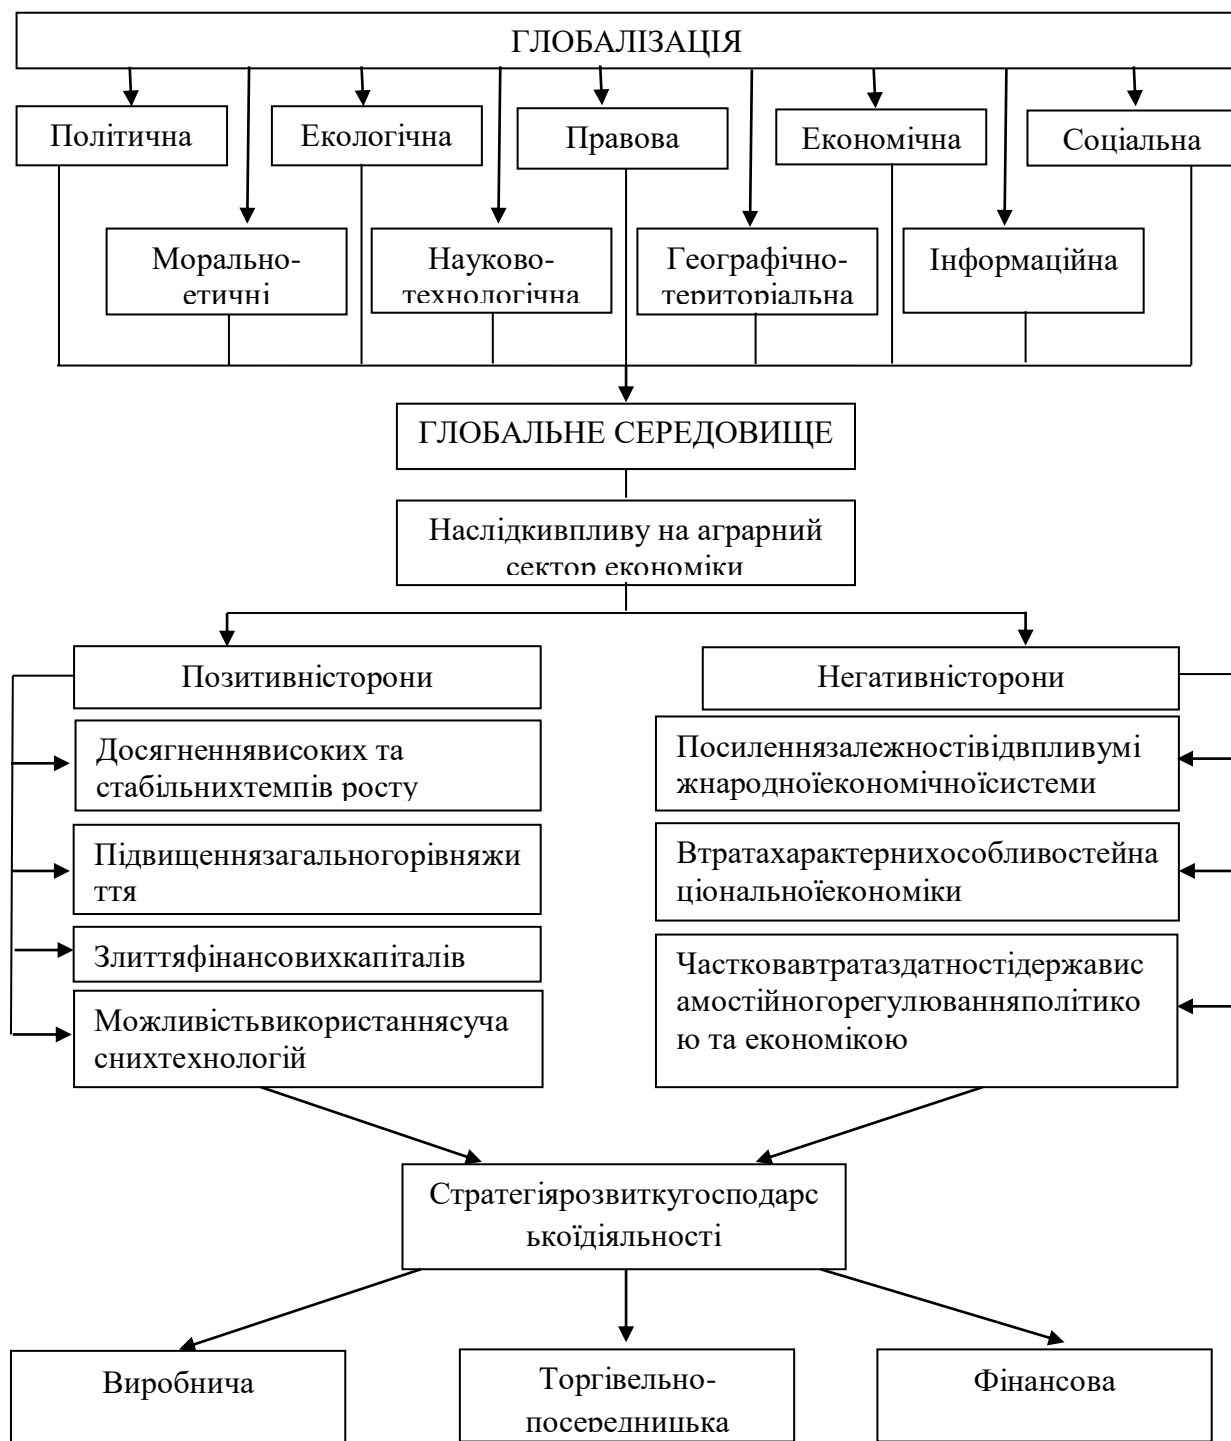 ГЛОБАЛІЗАЦІЯ
Політична
Екологічна
Правова
Економічна
Соціальна
Морально-
етичні
Науково-
технологічна
Географічно-
територіальна
Інформаційна
ГЛОБАЛЬНЕ СЕРЕДОВИЩЕ
Наслідкивпливу на аграрний
сектор економіки
Позитивністорони
Негативністорони
Досягненнявисоких та
стабільнихтемпів росту
Підвищеннязагальногорівняжи
ття
Злиттяфінансовихкапіталів
Можливістьвикористаннясуча
снихтехнологій
Посиленнязалежностівідвпливумі
жнародноїекономічноїсистеми
Втратахарактернихособливостейна
ціональноїекономіки
Частковавтратаздатностідержавис
амостійногорегулюванняполітико
ю та економікою
Стратегіярозвиткугосподарс
ькоїдіяльності
Виробнича
Торгівельно-
посередницька
Фінансова